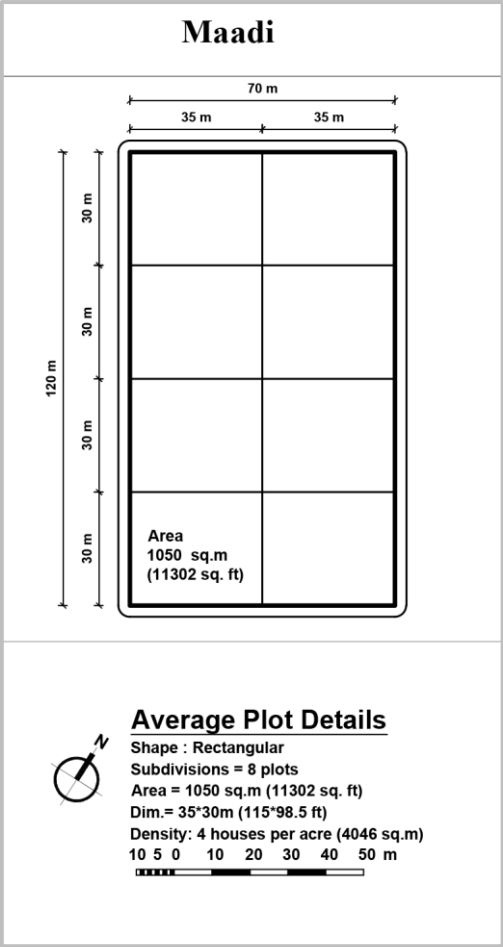 Maadi
70 m
35 m 35 m
30 m
30 m
120 m
30 m
30 m
Area
1050 sq.m
(11302 sq. ft)
N
Average Plot Details
Shape : Rectangular
Subdivisions = 8 plots
Area = 1050 sq.m (11302 sq. ft)
Dim.= 35*30m (115*98.5 ft)
Density: 4 houses per acre (4046 sq.m)
10 5 0 10 20 30 40 50 m